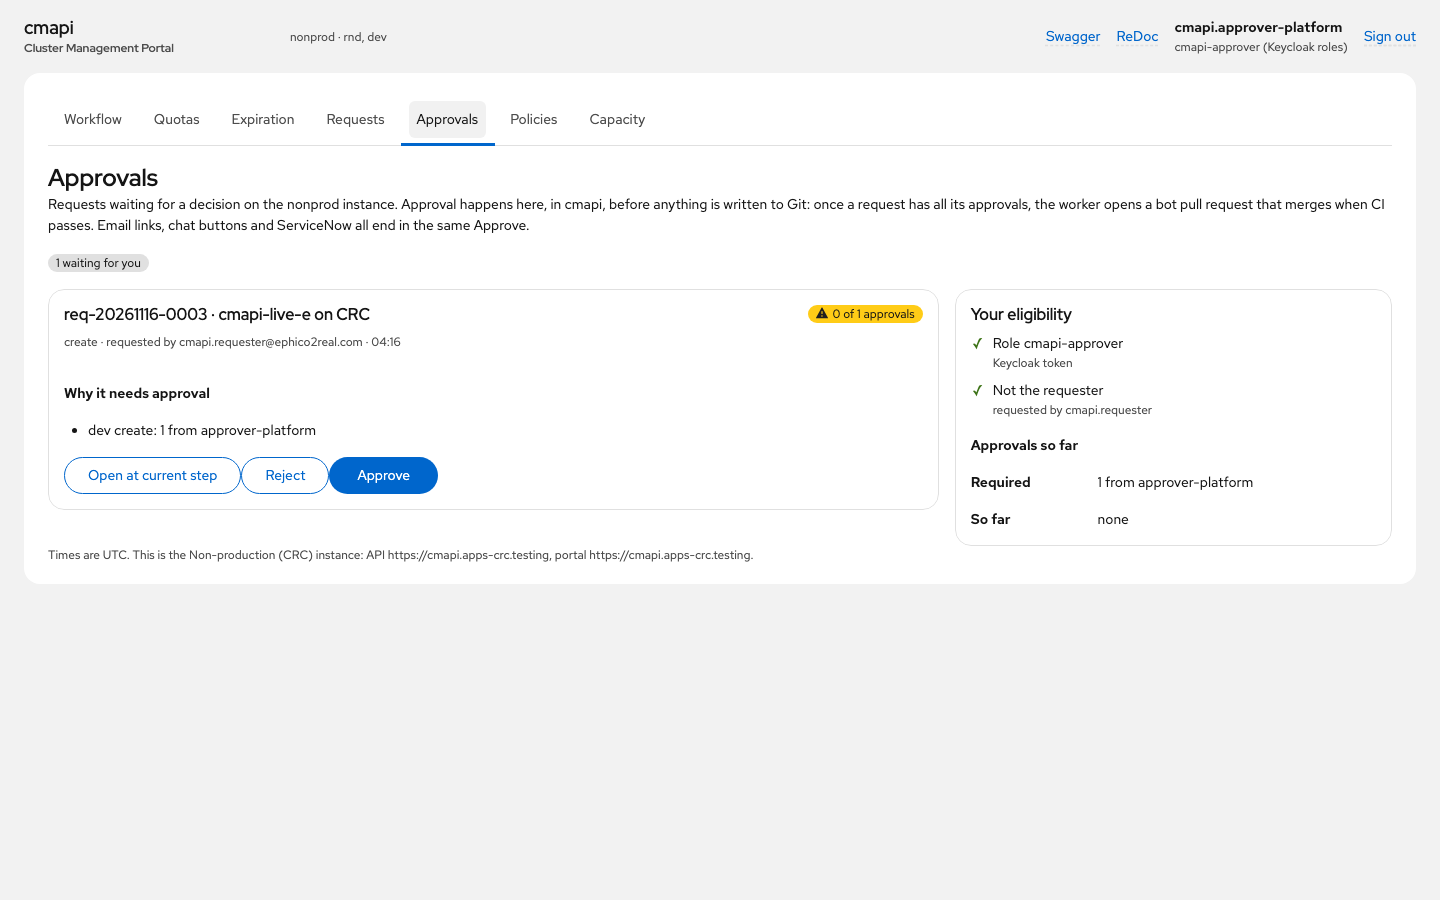 cmapi
Cluster Management Portal
nonprod · rnd, dev
Swagger
ReDoc
cmapi.approver-platform
cmapi-approver (Keycloak roles)
Sign out
Workflow
Quotas
Expiration
Requests
Approvals
Policies
Capacity
Approvals
Requests waiting for a decision on the nonprod instance. Approval happens here, in cmapi, before anything is written to Git: once a request has all its approvals, the worker opens a bot pull request that merges when CI
passes. Email links, chat buttons and ServiceNow all end in the same Approve.
1 waiting for you
req-20261116-0003 · cmapi-live-e on CRC
0 of 1 approvals
create · requested by cmapi.requester@ephico2real.com · 04:16
Why it needs approval
dev create: 1 from approver-platform
Open at current step
Reject
Approve
Your eligibility
Role cmapi-approver
Keycloak token
Not the requester
requested by cmapi.requester
Approvals so far
Required
1 from approver-platform
So far
none
Times are UTC. This is the Non-production (CRC) instance: API https://cmapi.apps-crc.testing, portal https://cmapi.apps-crc.testing.